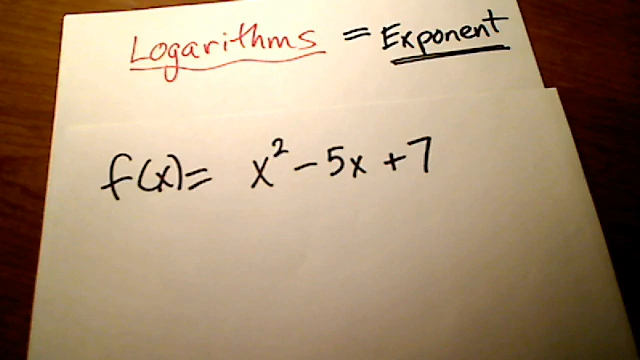 Logarithms = Exponent
f(x) = x² - 5x + 7